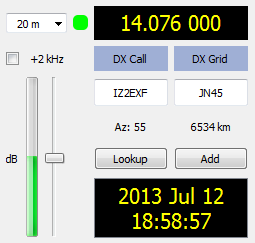 20 m
14.076 000
+2 kHz
DX Call
DX Grid
IZ2EXF
JN45
Az: 55
6534 km
dB
Lookup
Add
2013 Jul 12
18:58:57